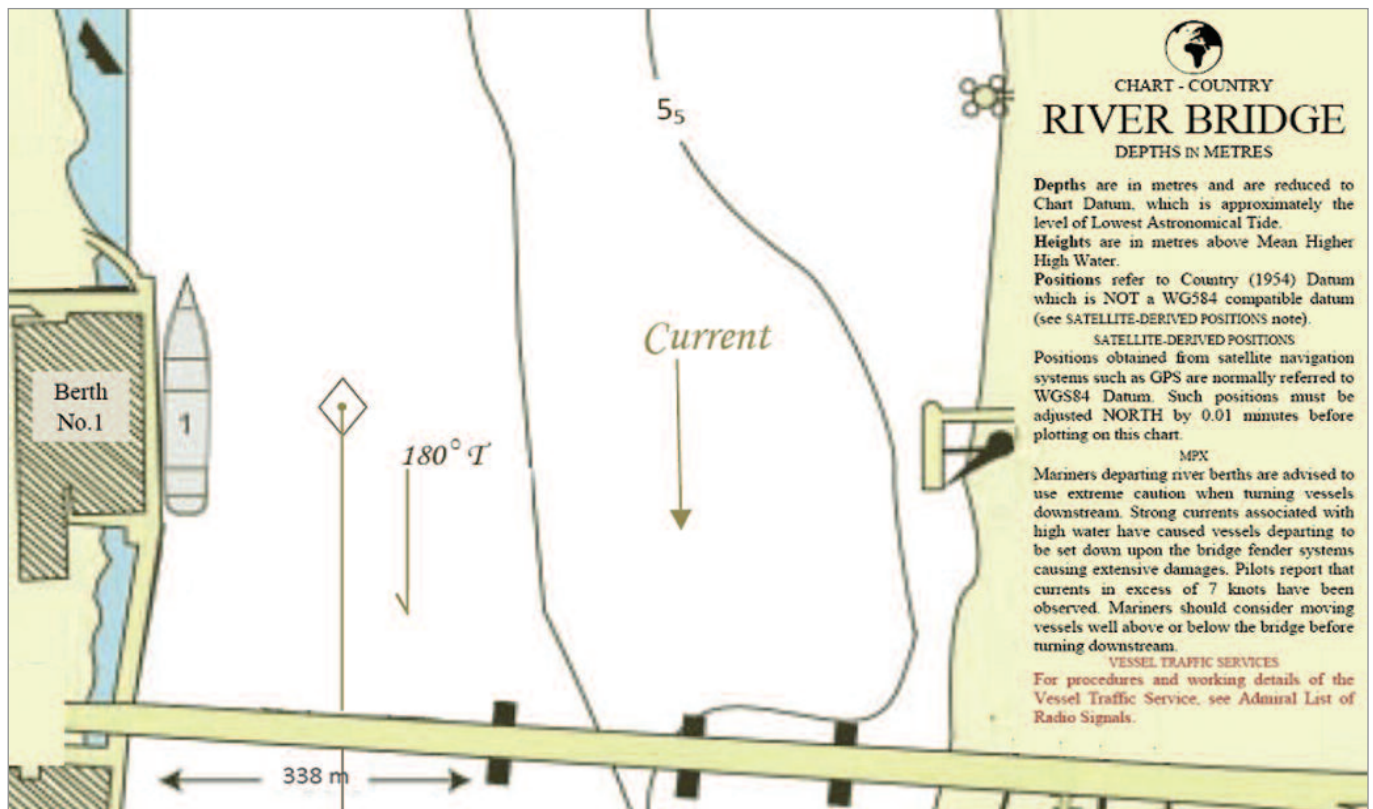 5₅
Current
Berth
No.1
1
180° T
338 m
CHART - COUNTRY
RIVER BRIDGE
DEPTHS IN METRES
Depths are in metres and are reduced to
Chart Datum, which is approximately the
level of Lowest Astronomical Tide.
Heights are in metres above Mean Higher
High Water.
Positions refer to Country (1954) Datum
which is NOT a WG584 compatible datum
(see SATELLITE-DERIVED POSITIONS note).
SATELLITE-DERIVED POSITIONS
Positions obtained from satellite navigation
systems such as GPS are normally referred to
WGS84 Datum. Such positions must be
adjusted NORTH by 0.01 minutes before
plotting on this chart.
MPX
Mariners departing river berths are advised to
use extreme caution when turning vessels
downstream. Strong currents associated with
high water have caused vessels departing to
be set down upon the bridge fender systems
causing extensive damages. Pilots report that
currents in excess of 7 knots have been
observed. Mariners should consider moving
vessels well above or below the bridge before
turning downstream.
VESSEL TRAFFIC SERVICES
For procedures and working details of the
Vessel Traffic Service, see Admiral List of
Radio Signals.